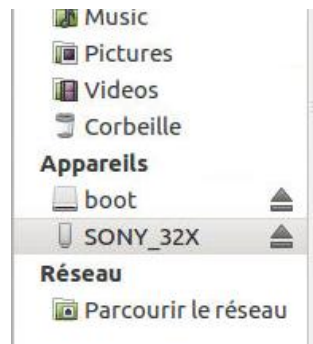 Music
Pictures
Videos
Corbeille
Appareils
boot
SONY_32X
Réseau
Parcourir le réseau